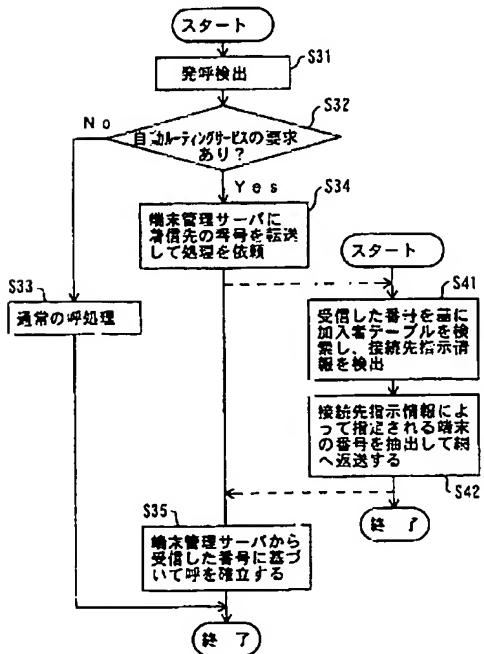 スタート
S31
発呼検出
S32
No
ルーティングサービスの要求
あり?
Yes
S34
端末管理サーバに
着信先の番号を転送
して処理を依頼
スタート
S33
通常の呼処理
S41
受信した番号を基に
加入者テーブルを検
索し、接続先指示情
報を検出
接続先指示情報によ
って指定される端末
の番号を抽出して網
へ返送する
S42
終 了
S35
端末管理サーバから
受信した番号に基づ
いて呼を確立する
終 了